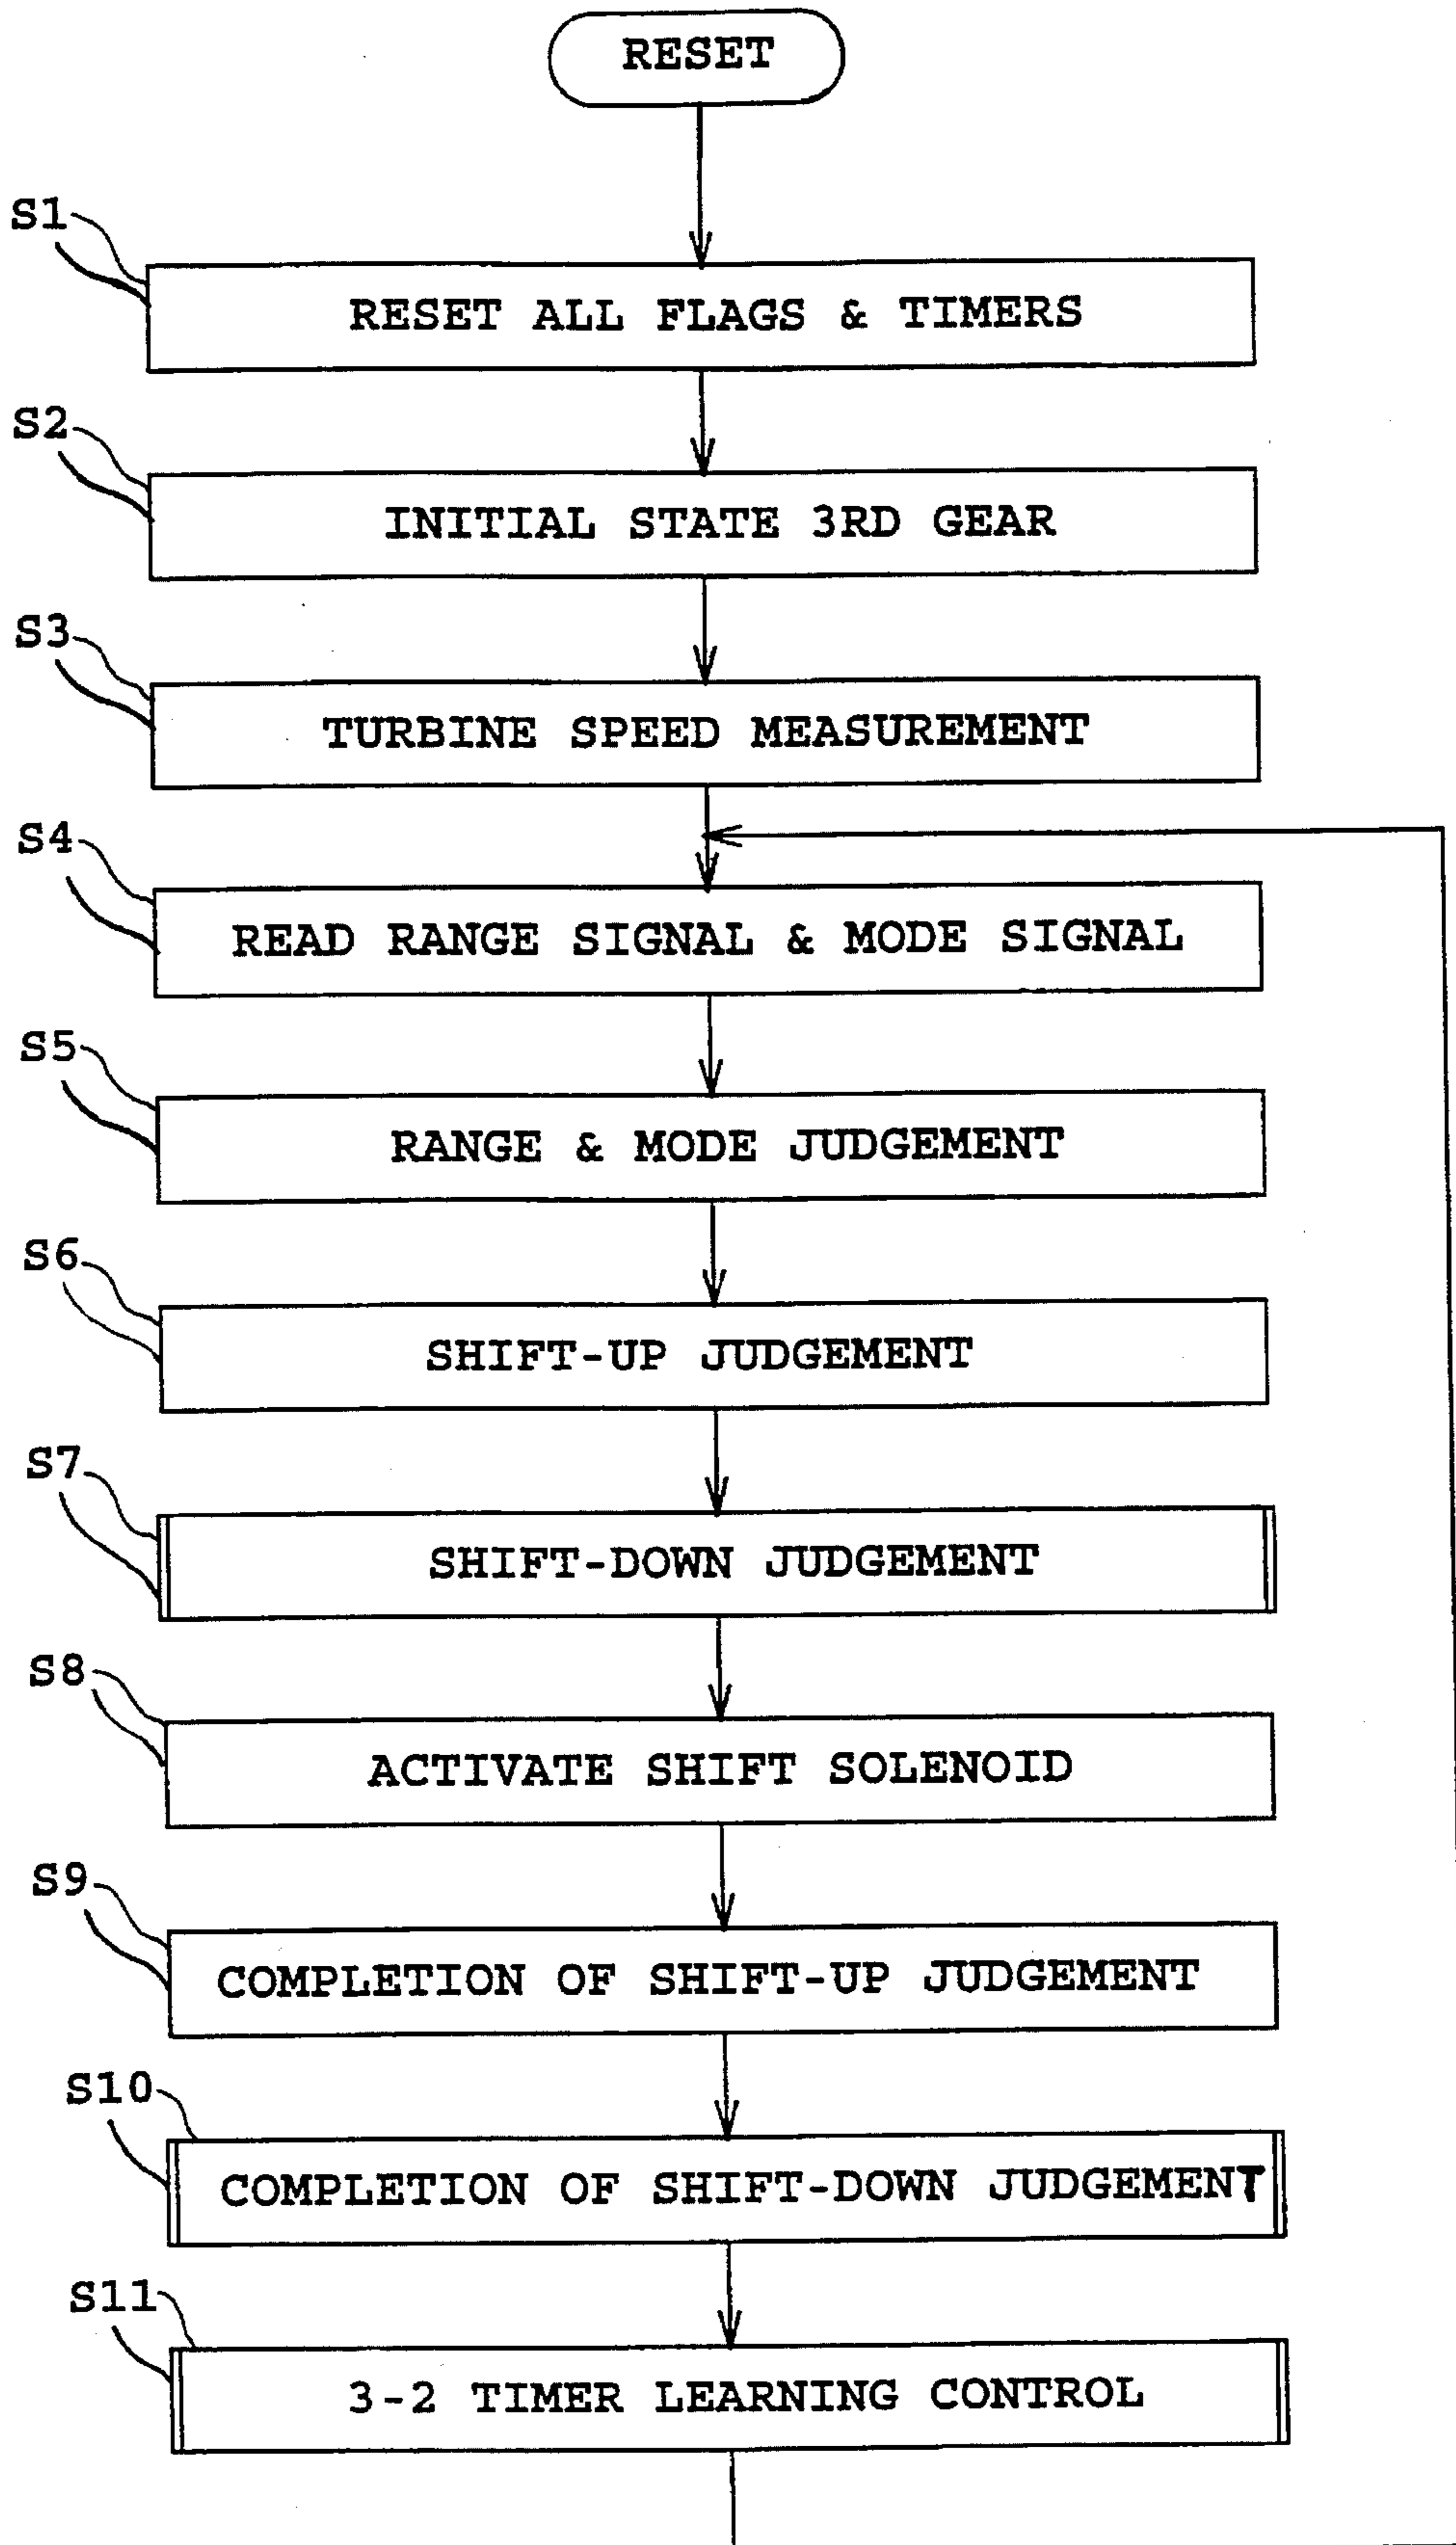 RESET
S1
RESET ALL FLAGS & TIMERS
S2
INITIAL STATE 3RD GEAR
S3
TURBINE SPEED MEASUREMENT
S4
READ RANGE SIGNAL & MODE SIGNAL
S5
RANGE & MODE JUDGEMENT
S6
SHIFT-UP JUDGEMENT
S7
SHIFT-DOWN JUDGEMENT
S8
ACTIVATE SHIFT SOLENOID
S9
COMPLETION OF SHIFT-UP JUDGEMENT
S10
COMPLETION OF SHIFT-DOWN JUDGEMENT
S11
3-2 TIMER LEARNING CONTROL